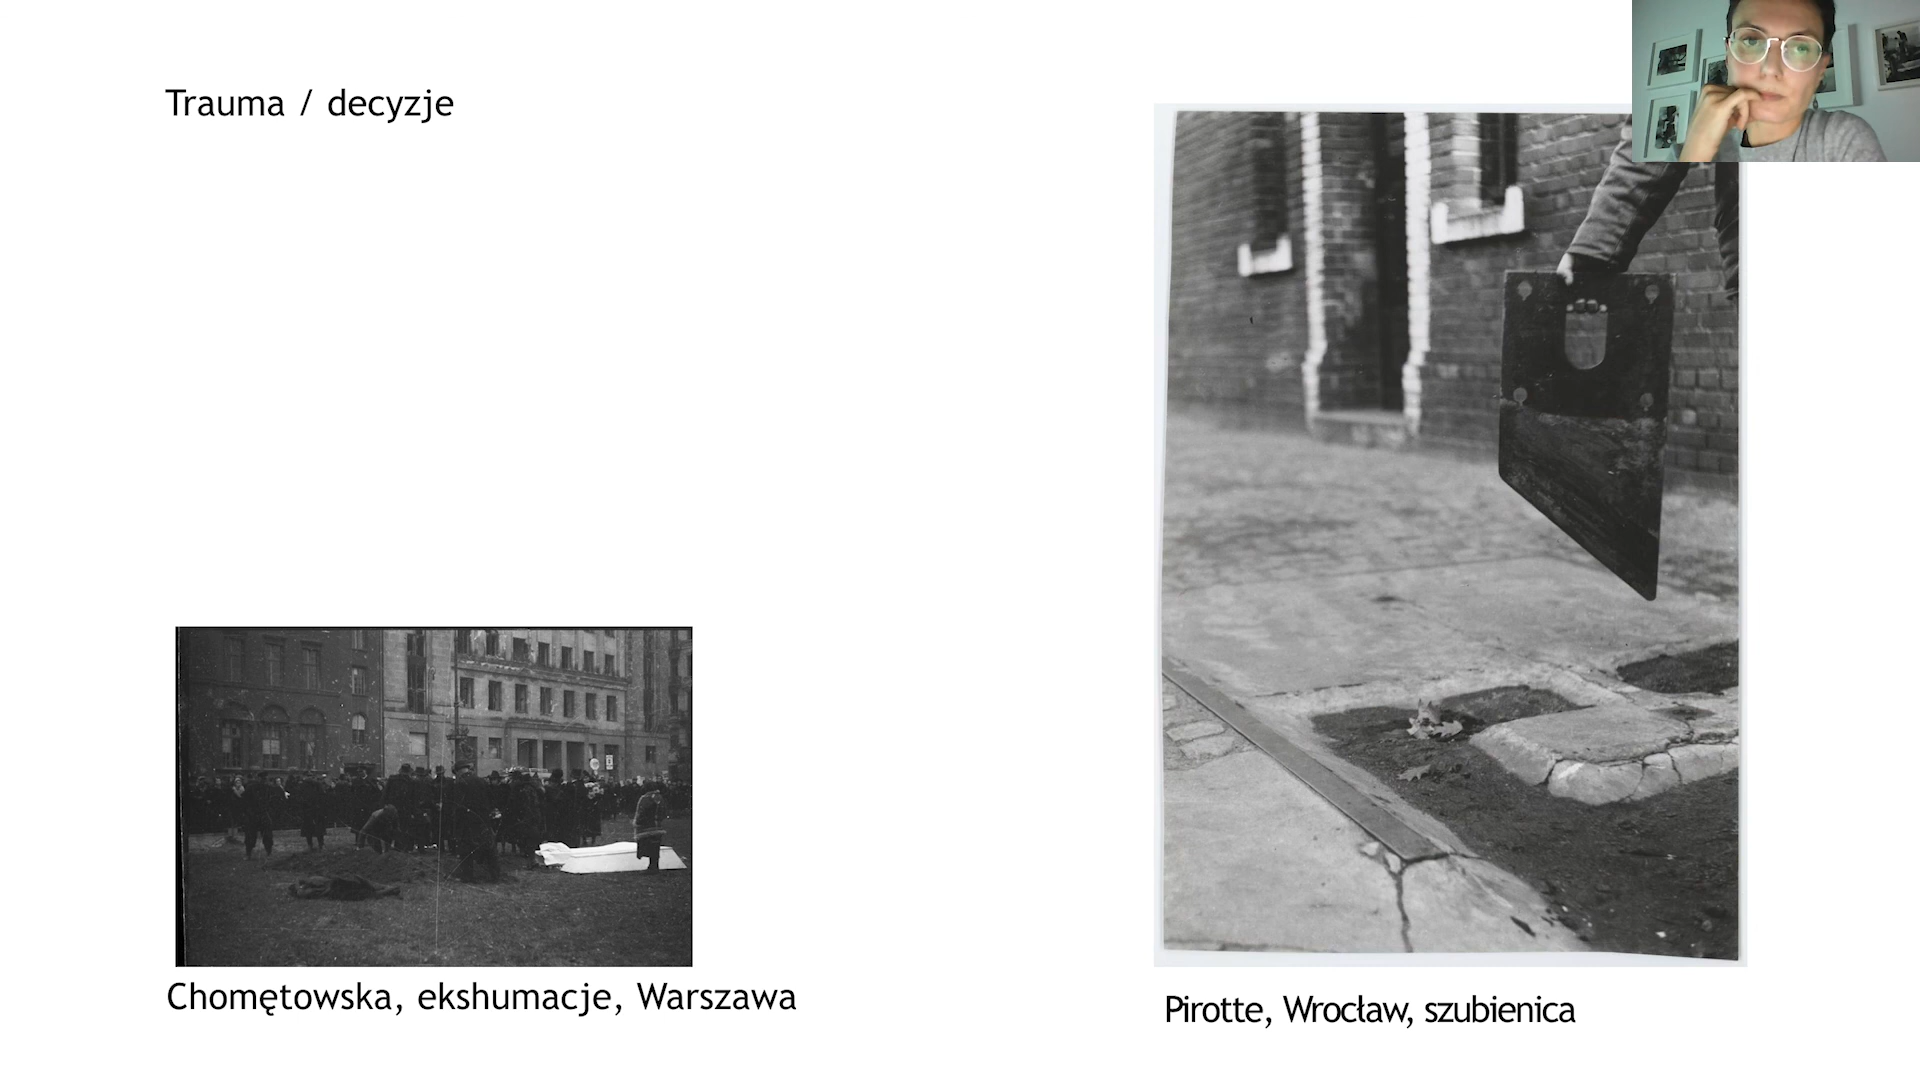 Trauma / decyzje
Chomętowska, ekshumacje, Warszawa
Pirotte, Wrocław, szubienica